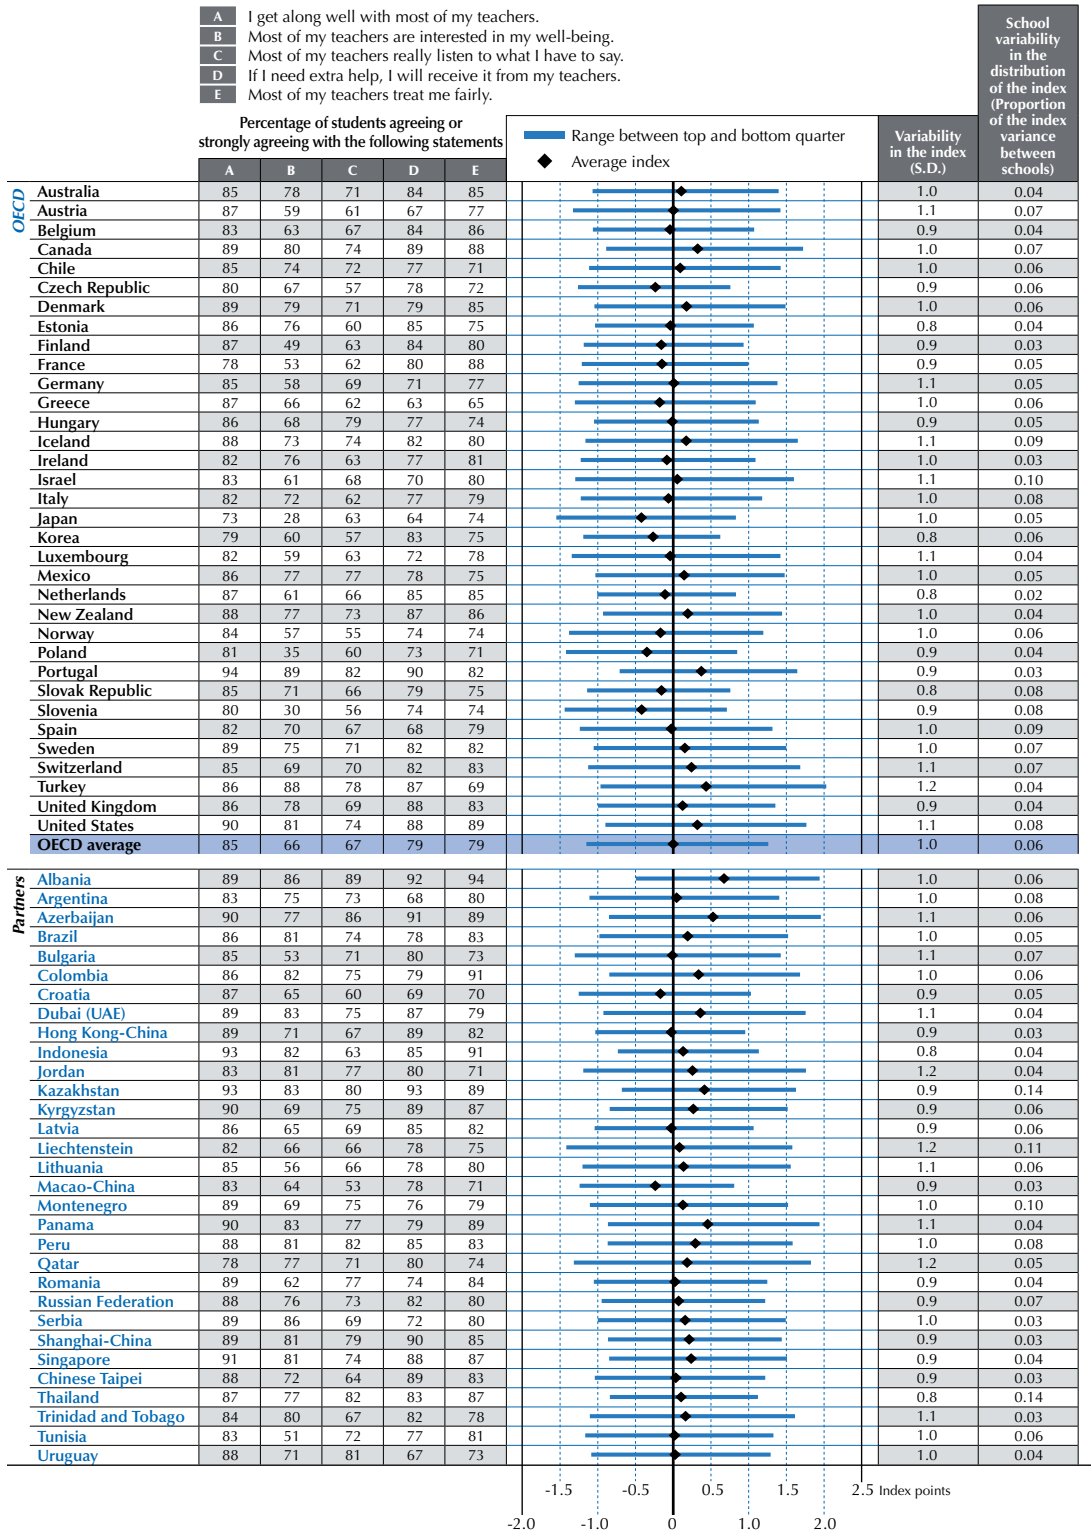 A I get along well with most of my teachers.
B Most of my teachers are interested in my well-being.
C Most of my teachers really listen to what I have to say.
D If I need extra help, I will receive it from my teachers.
E Most of my teachers treat me fairly.
School
variability
in the
distribution
of the index
(Proportion
of the index
variance
between
schools)
Percentage of students agreeing or
strongly agreeing with the following statements
Range between top and bottom quarter
Average index
Variability
in the index
(S.D.)
A B C D E
OECD
Australia 85 78 71 84 85 1.0 0.04
Austria 87 59 61 67 77 1.1 0.07
Belgium 83 63 67 84 86 0.9 0.04
Canada 89 80 74 89 88 1.0 0.07
Chile 85 74 72 77 71 1.0 0.06
Czech Republic 80 67 57 78 72 0.9 0.06
Denmark 89 79 71 79 85 1.0 0.06
Estonia 86 76 60 85 75 0.8 0.04
Finland 87 49 63 84 80 0.9 0.03
France 78 53 62 80 88 0.9 0.05
Germany 85 58 69 71 77 1.1 0.05
Greece 87 66 62 63 65 1.0 0.06
Hungary 86 68 79 77 74 0.9 0.05
Iceland 88 73 74 82 80 1.1 0.09
Ireland 82 76 63 77 81 1.0 0.03
Israel 83 61 68 70 80 1.1 0.10
Italy 82 72 62 77 79 1.0 0.08
Japan 73 28 63 64 74 1.0 0.05
Korea 79 60 57 83 75 0.8 0.06
Luxembourg 82 59 63 72 78 1.1 0.04
Mexico 86 77 77 78 75 1.0 0.05
Netherlands 87 61 66 85 85 0.8 0.02
New Zealand 88 77 73 87 86 1.0 0.04
Norway 84 57 55 74 74 1.0 0.06
Poland 81 35 60 73 71 0.9 0.04
Portugal 94 89 82 90 82 0.9 0.03
Slovak Republic 85 71 66 79 75 0.8 0.08
Slovenia 80 30 56 74 74 0.9 0.08
Spain 82 70 67 68 79 1.0 0.09
Sweden 89 75 71 82 82 1.0 0.07
Switzerland 85 69 70 82 83 1.1 0.07
Turkey 86 88 78 87 69 1.2 0.04
United Kingdom 86 78 69 88 83 0.9 0.04
United States 90 81 74 88 89 1.1 0.08
OECD average 85 66 67 79 79 1.0 0.06
Partners
Albania 89 86 89 92 94 1.0 0.06
Argentina 83 75 73 68 80 1.0 0.08
Azerbaijan 90 77 86 91 89 1.1 0.06
Brazil 86 81 74 78 83 1.0 0.05
Bulgaria 85 53 71 80 73 1.1 0.07
Colombia 86 82 75 79 91 1.0 0.06
Croatia 87 65 60 69 70 0.9 0.05
Dubai (UAE) 89 83 75 87 79 1.1 0.04
Hong Kong-China 89 71 67 89 82 0.9 0.03
Indonesia 93 82 63 85 91 0.8 0.04
Jordan 83 81 77 80 71 1.2 0.04
Kazakhstan 93 83 80 93 89 0.9 0.14
Kyrgyzstan 90 69 75 89 87 0.9 0.06
Latvia 86 65 69 85 82 0.9 0.06
Liechtenstein 82 66 66 78 75 1.2 0.11
Lithuania 85 56 66 78 80 1.1 0.06
Macao-China 83 64 53 78 71 0.9 0.03
Montenegro 89 69 75 76 79 1.0 0.10
Panama 90 83 77 79 89 1.1 0.04
Peru 88 81 82 85 83 1.0 0.08
Qatar 78 77 71 80 74 1.2 0.05
Romania 89 62 77 74 84 0.9 0.04
Russian Federation 88 76 73 82 80 0.9 0.07
Serbia 89 86 69 72 80 1.0 0.03
Shanghai-China 89 81 79 90 85 0.9 0.03
Singapore 91 81 74 88 87 0.9 0.04
Chinese Taipei 88 72 64 89 83 0.9 0.03
Thailand 87 77 82 83 87 0.8 0.14
Trinidad and Tobago 84 80 67 82 78 1.1 0.03
Tunisia 83 51 72 77 81 1.0 0.06
Uruguay 88 71 81 67 73 1.0 0.04
-1.5 -0.5 0.5 1.5 2.5 Index points
-2.0 -1.0 0 1.0 2.0